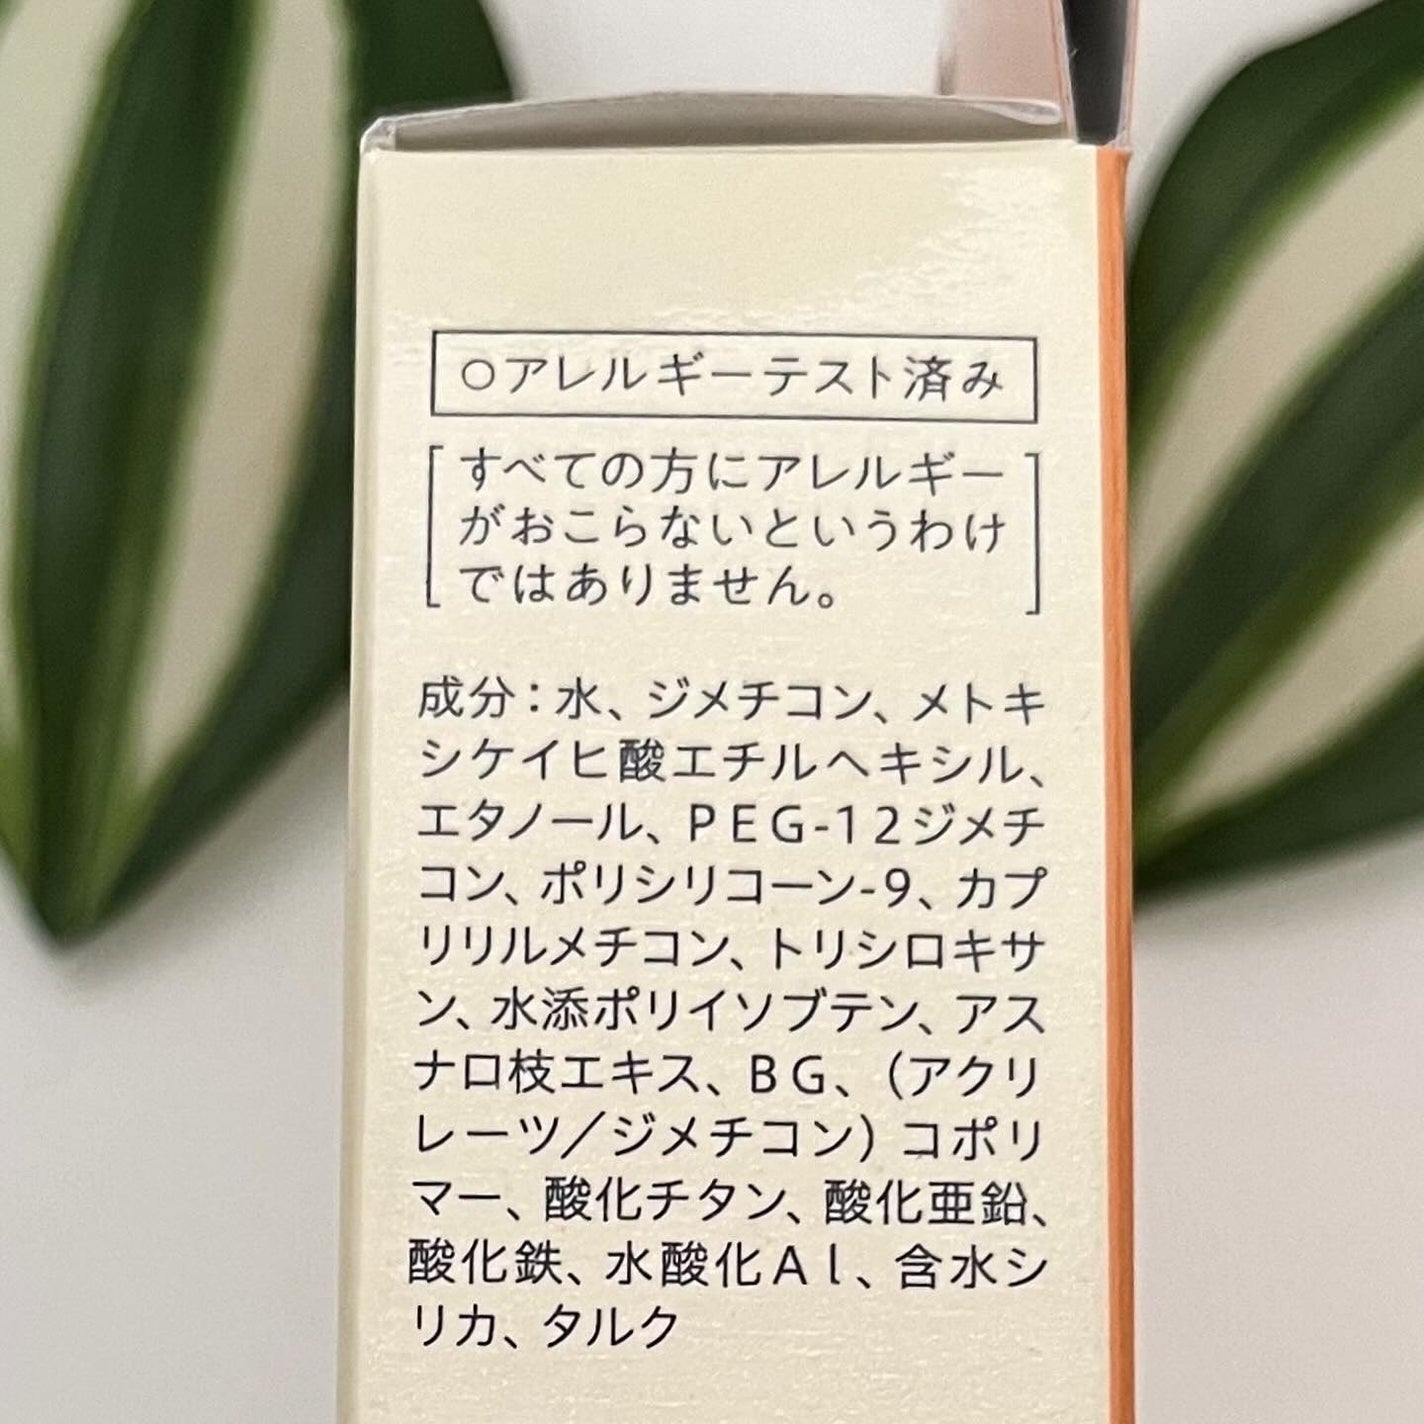 ○アレルギーテスト済み
すべての方にアレルギー
がおこらないというわけ
ではありません。
成分：水、ジメチコン、メトキ
シケイヒ酸エチルヘキシル、
エタノール、PEG-12ジメチ
コン、ポリシリコーン-9、カプ
リリルメチコン、トリシロキサ
ン、水添ポリイソブテン、アス
ナロ枝エキス、BG、（アクリ
レーツ／ジメチコン）コポリ
マー、酸化チタン、酸化亜鉛、
酸化鉄、水酸化Al、含水シ
リカ、タルク